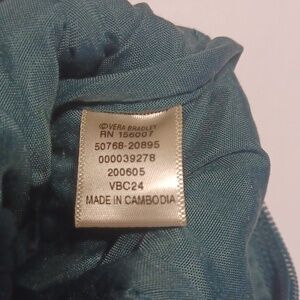 ©VERA BRADLEY
RN 156007
50768-20895
000039278
200605
VBC24
MADE IN CAMBODIA